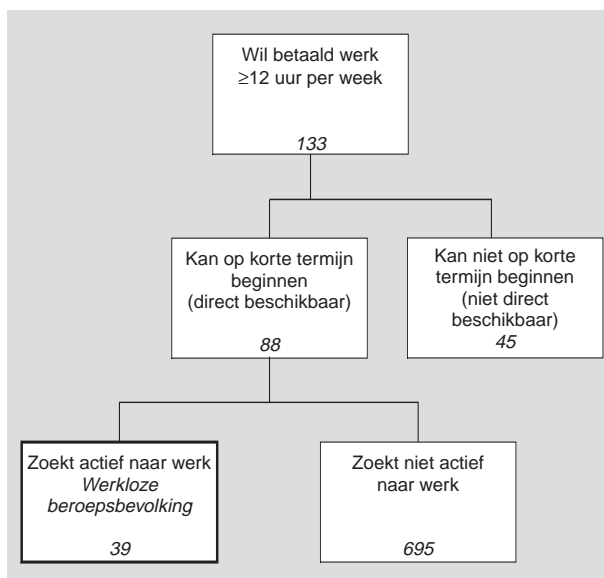 Wil betaald werk
≥12 uur per week
133
Kan op korte termijn
beginnen
(direct beschikbaar)
88
Kan niet op korte
termijn beginnen
(niet direct
beschikbaar)
45
Zoekt actief naar werk
Werkloze
beroepsbevolking
39
Zoekt niet actief
naar werk
695